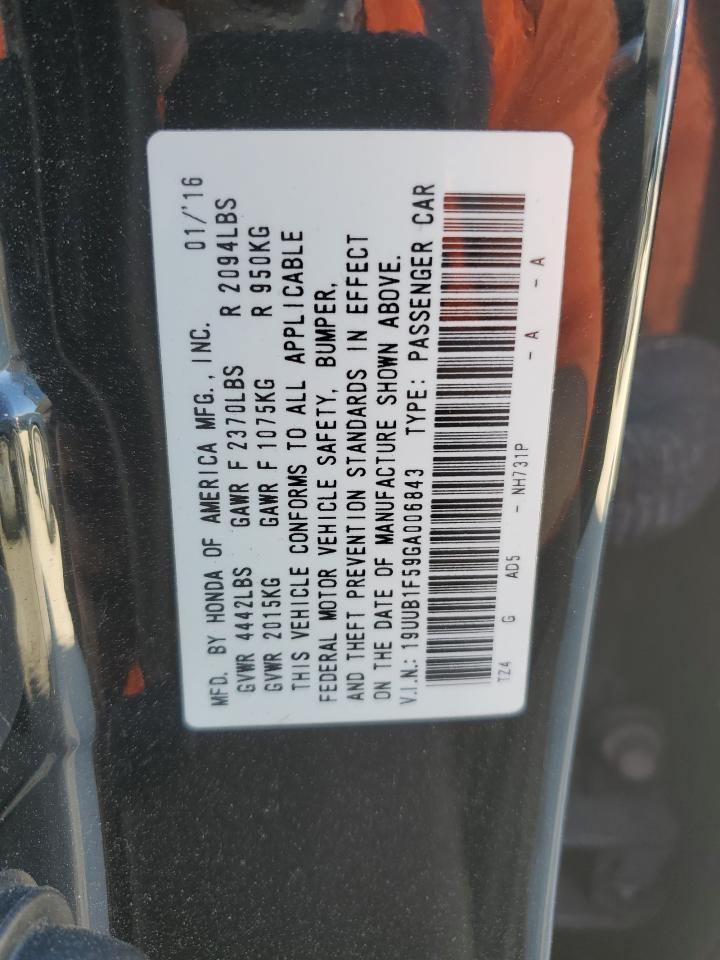 MFD. BY HONDA OF AMERICA MFG., INC. 01/'16
GVWR 4442LBS GAWR F 2370LBS R 2094LBS
GVWR 2015KG GAWR F 1075KG R 950KG
THIS VEHICLE CONFORMS TO ALL APPLICABLE
FEDERAL MOTOR VEHICLE SAFETY, BUMPER,
AND THEFT PREVENTION STANDARDS IN EFFECT
ON THE DATE OF MANUFACTURE SHOWN ABOVE.
V.I.N.: 19UUB1F59GA006843 TYPE: PASSENGER CAR
TZ4 G AD5 - NH731P - A - A